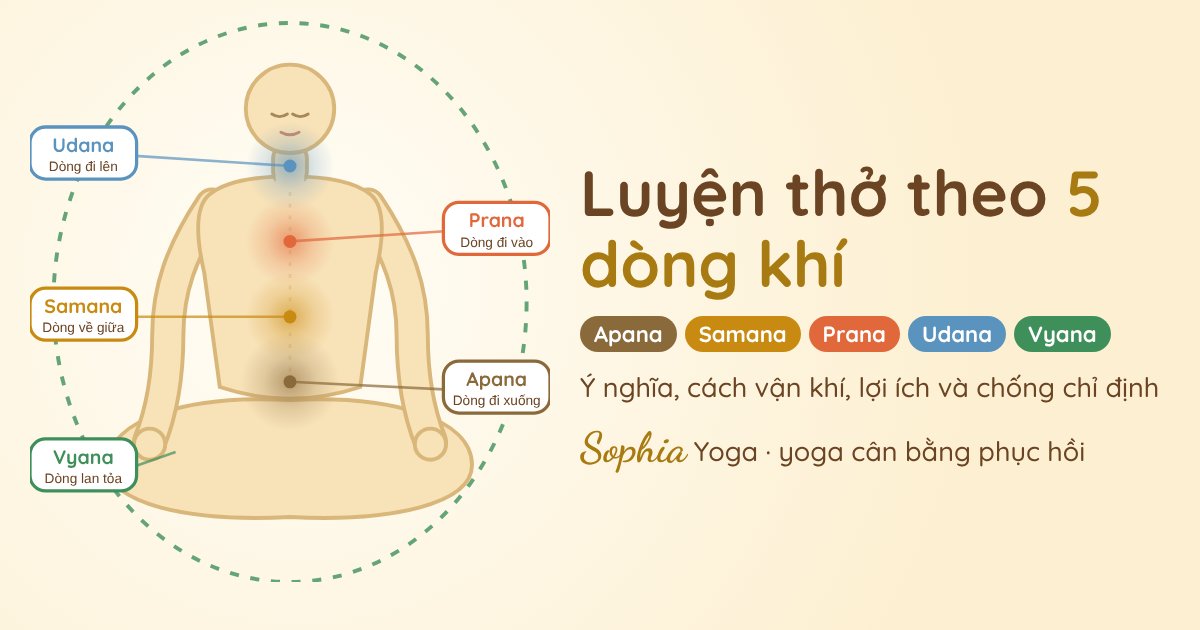 Udana
Dòng đi lên
Prana
Dòng đi vào
Samana
Dòng về giữa
Apana
Dòng đi xuống
Vyana
Dòng lan tỏa
Luyện thở theo 5
dòng khí
Apana Samana Prana Udana Vyana
Ý nghĩa, cách vận khí, lợi ích và chống chỉ định
Sophia Yoga · yoga cân bằng phục hồi